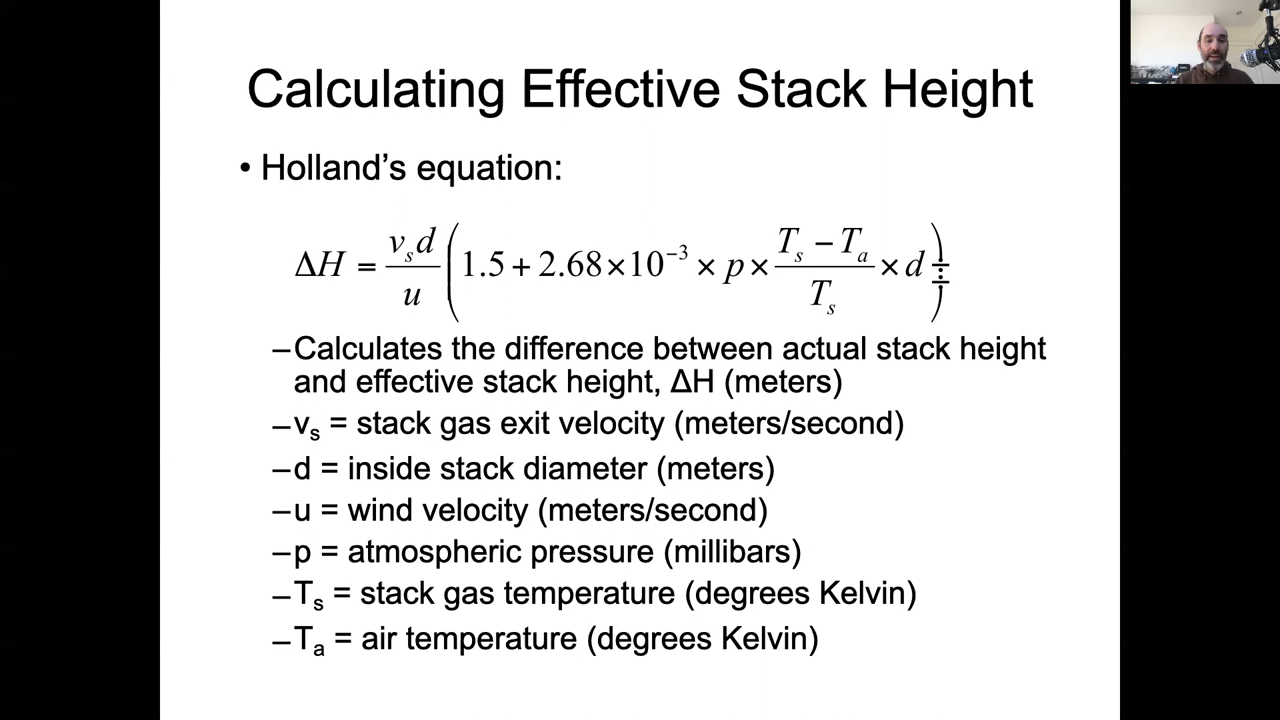 Calculating Effective Stack Height
• Holland's equation:
ΔH = v_s d / u (1.5 + 2.68 × 10⁻³ × p × (T_s − T_a) / T_s × d)
–Calculates the difference between actual stack height
and effective stack height, ΔH (meters)
–v_s = stack gas exit velocity (meters/second)
–d = inside stack diameter (meters)
–u = wind velocity (meters/second)
–p = atmospheric pressure (millibars)
–T_s = stack gas temperature (degrees Kelvin)
–T_a = air temperature (degrees Kelvin)